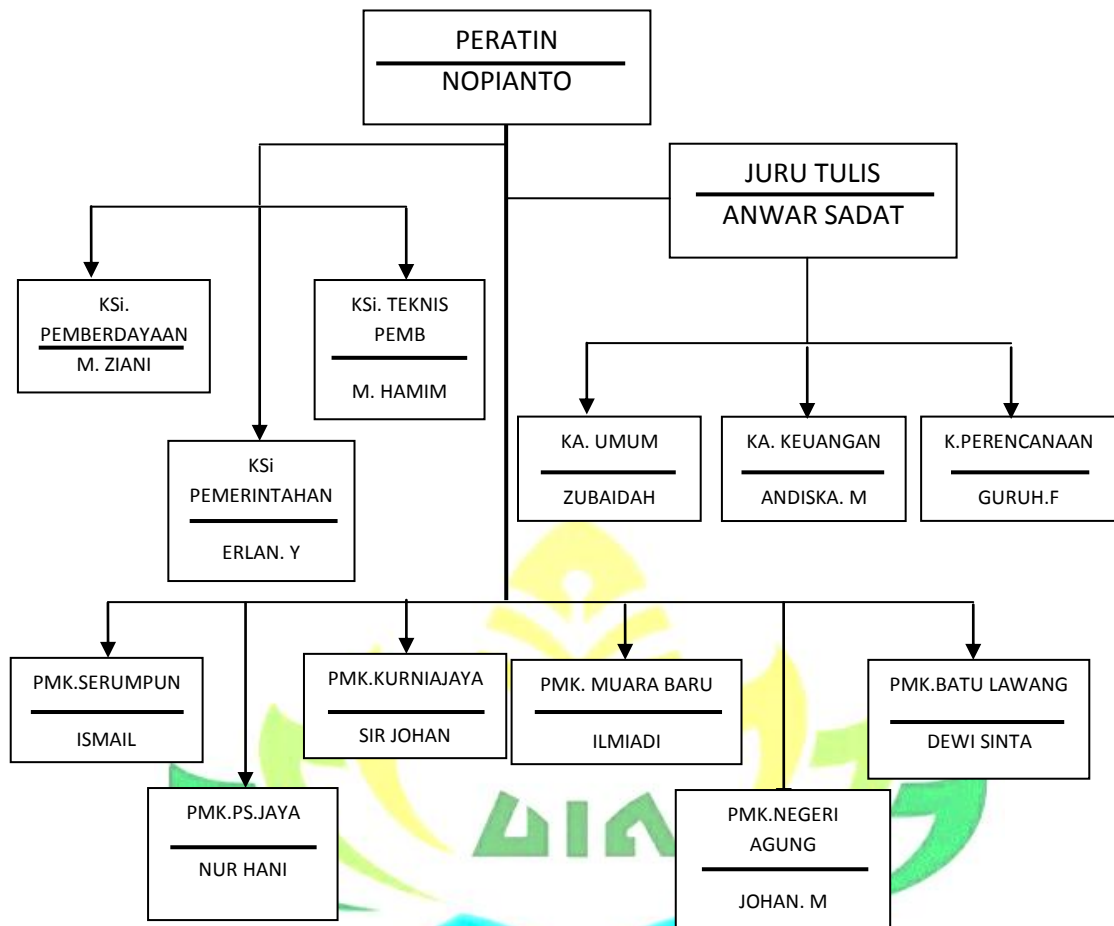 PERATIN
NOPIANTO
JURU TULIS
ANWAR SADAT
KSi.
PEMBERDAYAAN
M. ZIANI
KSi. TEKNIS
PEMB
M. HAMIM
KSi
PEMERINTAHAN
ERLAN. Y
KA. UMUM
ZUBAIDAH
KA. KEUANGAN
ANDISKA. M
K.PERENCANAAN
GURUH.F
PMK.SERUMPUN
ISMAIL
PMK.PS.JAYA
NUR HANI
PMK.KURNIAJAYA
SIR JOHAN
PMK. MUARA BARU
ILMIADI
PMK.NEGERI
AGUNG
JOHAN. M
PMK.BATU LAWANG
DEWI SINTA